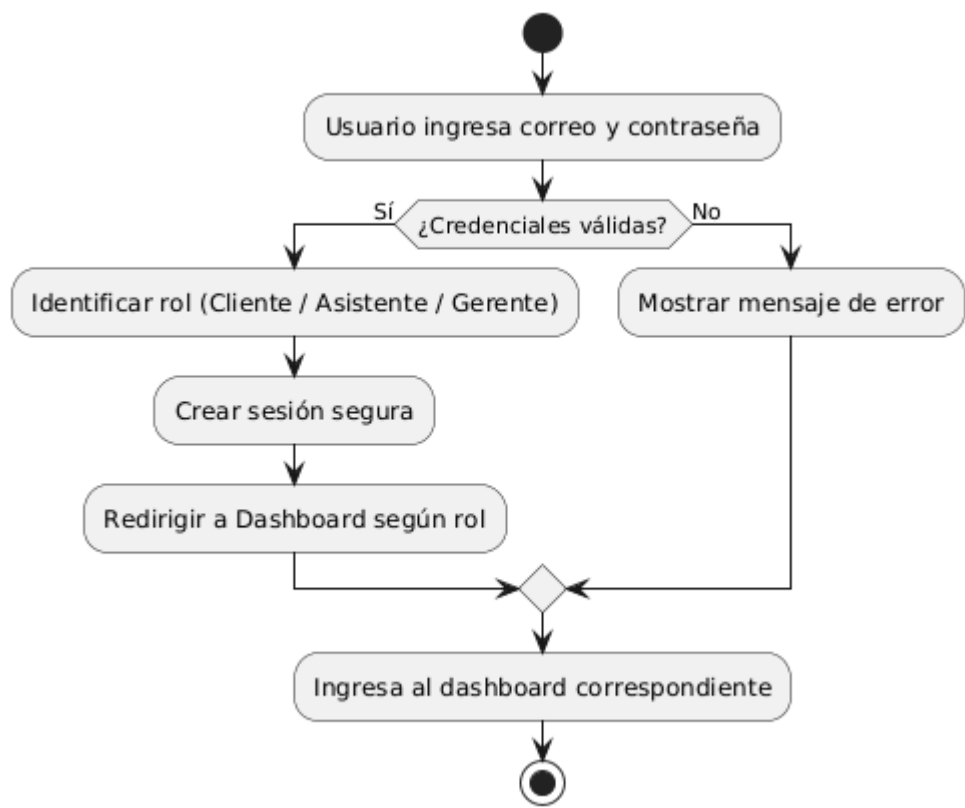 Usuario ingresa correo y contraseña
Sí
¿Credenciales válidas?
No
Identificar rol (Cliente / Asistente / Gerente)
Mostrar mensaje de error
Crear sesión segura
Redirigir a Dashboard según rol
Ingresa al dashboard correspondiente